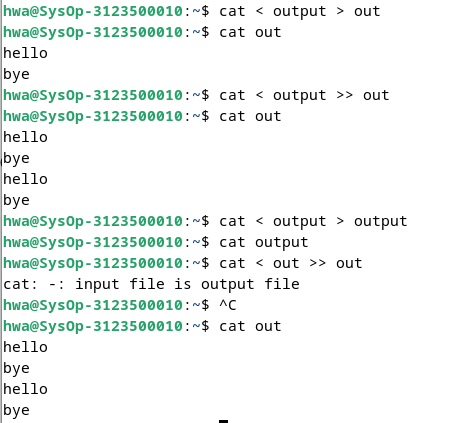 hwa@SysOp-3123500010:~$ cat < output > out
hwa@SysOp-3123500010:~$ cat out
hello
bye
hwa@SysOp-3123500010:~$ cat < output >> out
hwa@SysOp-3123500010:~$ cat out
hello
bye
hello
bye
hwa@SysOp-3123500010:~$ cat < output > output
hwa@SysOp-3123500010:~$ cat output
hwa@SysOp-3123500010:~$ cat < out >> out
cat: -: input file is output file
hwa@SysOp-3123500010:~$ ^C
hwa@SysOp-3123500010:~$ cat out
hello
bye
hello
bye